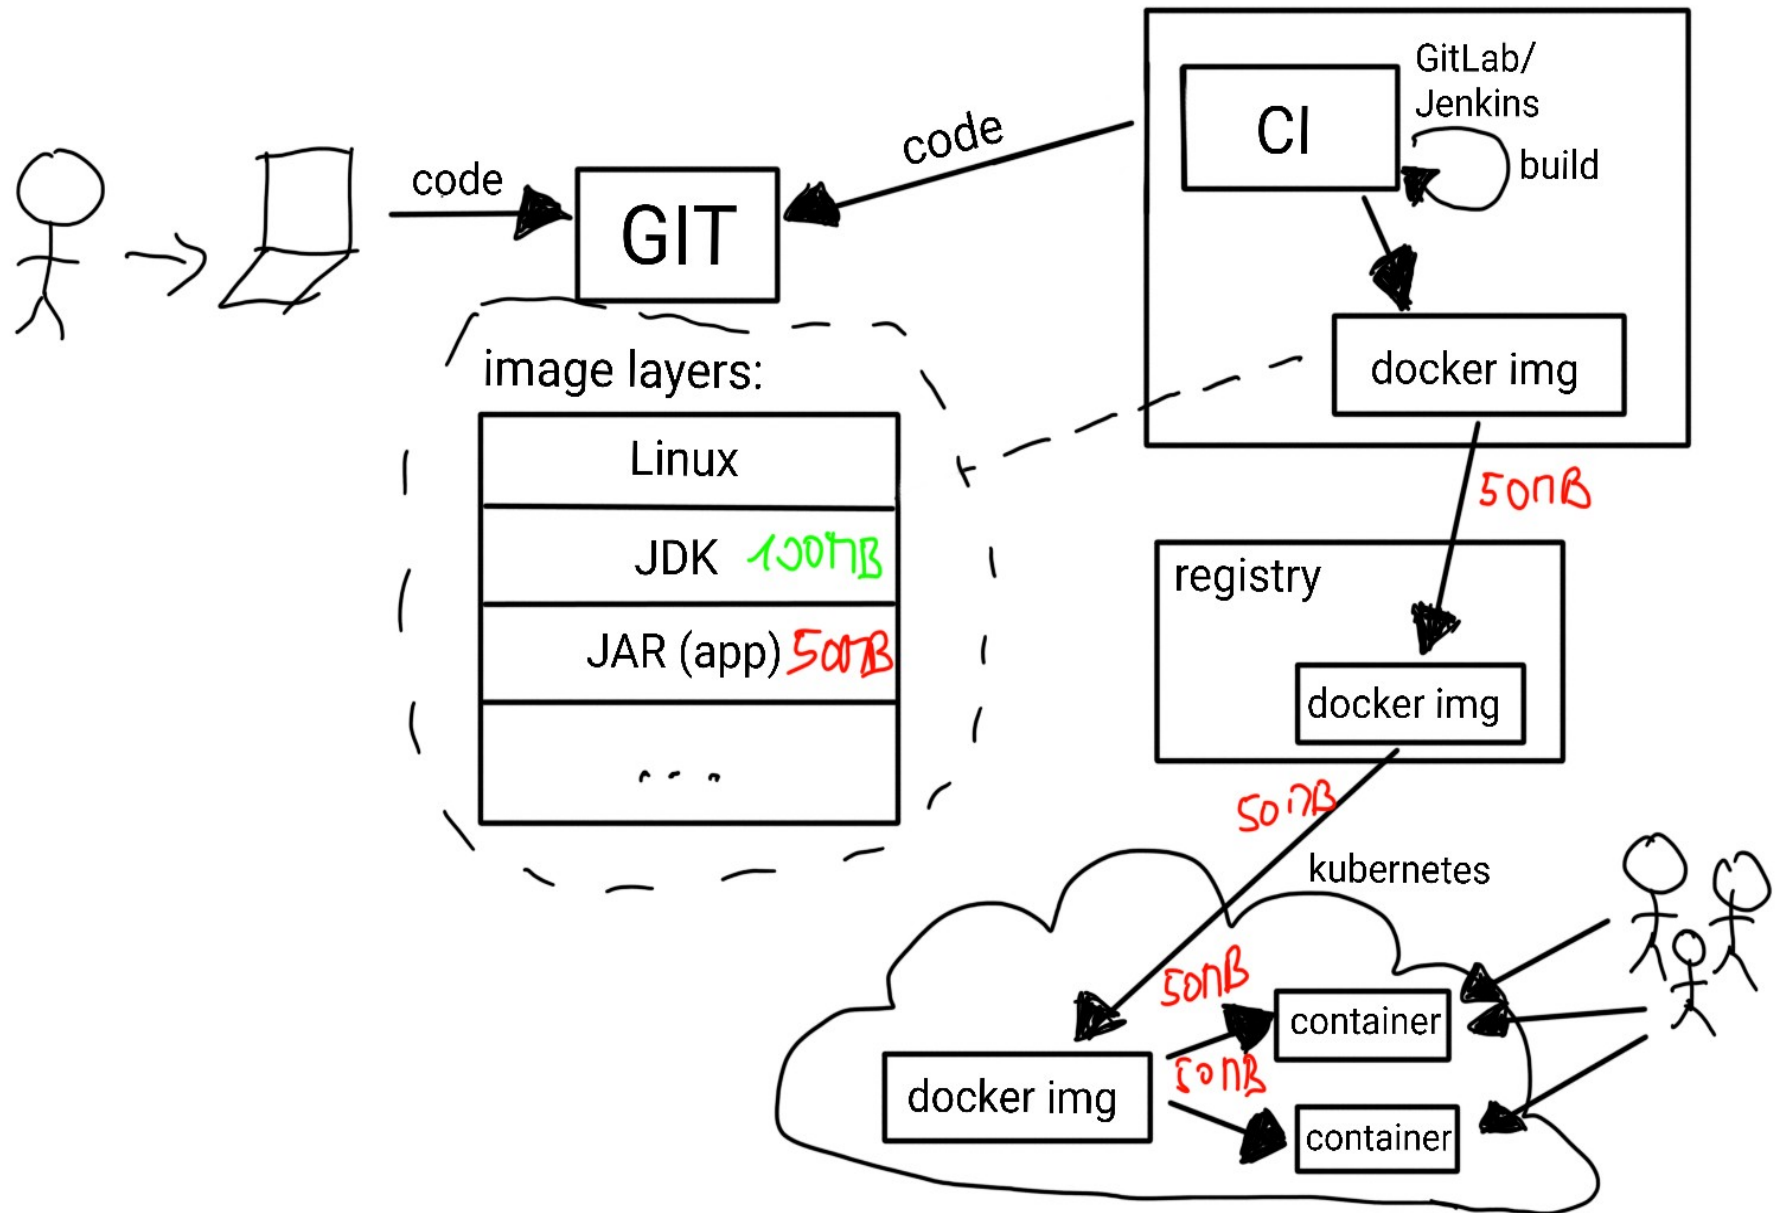 code
GIT
code
CI
GitLab/
Jenkins
build
docker img
image layers:
Linux
JDK 100MB
JAR (app) 50MB
...
50MB
registry
docker img
50MB
kubernetes
50MB
container
50MB
docker img
container